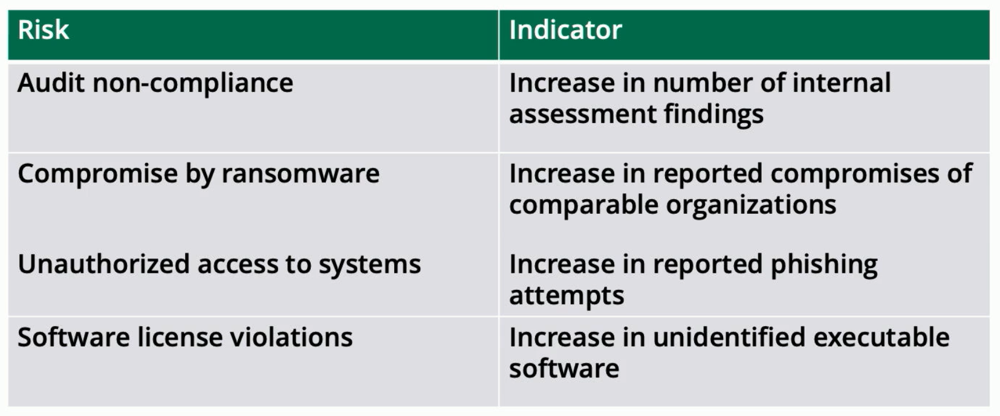 Risk
Indicator
Audit non-compliance
Increase in number of internal
assessment findings
Compromise by ransomware
Increase in reported compromises of
comparable organizations
Unauthorized access to systems
Increase in reported phishing
attempts
Software license violations
Increase in unidentified executable
software